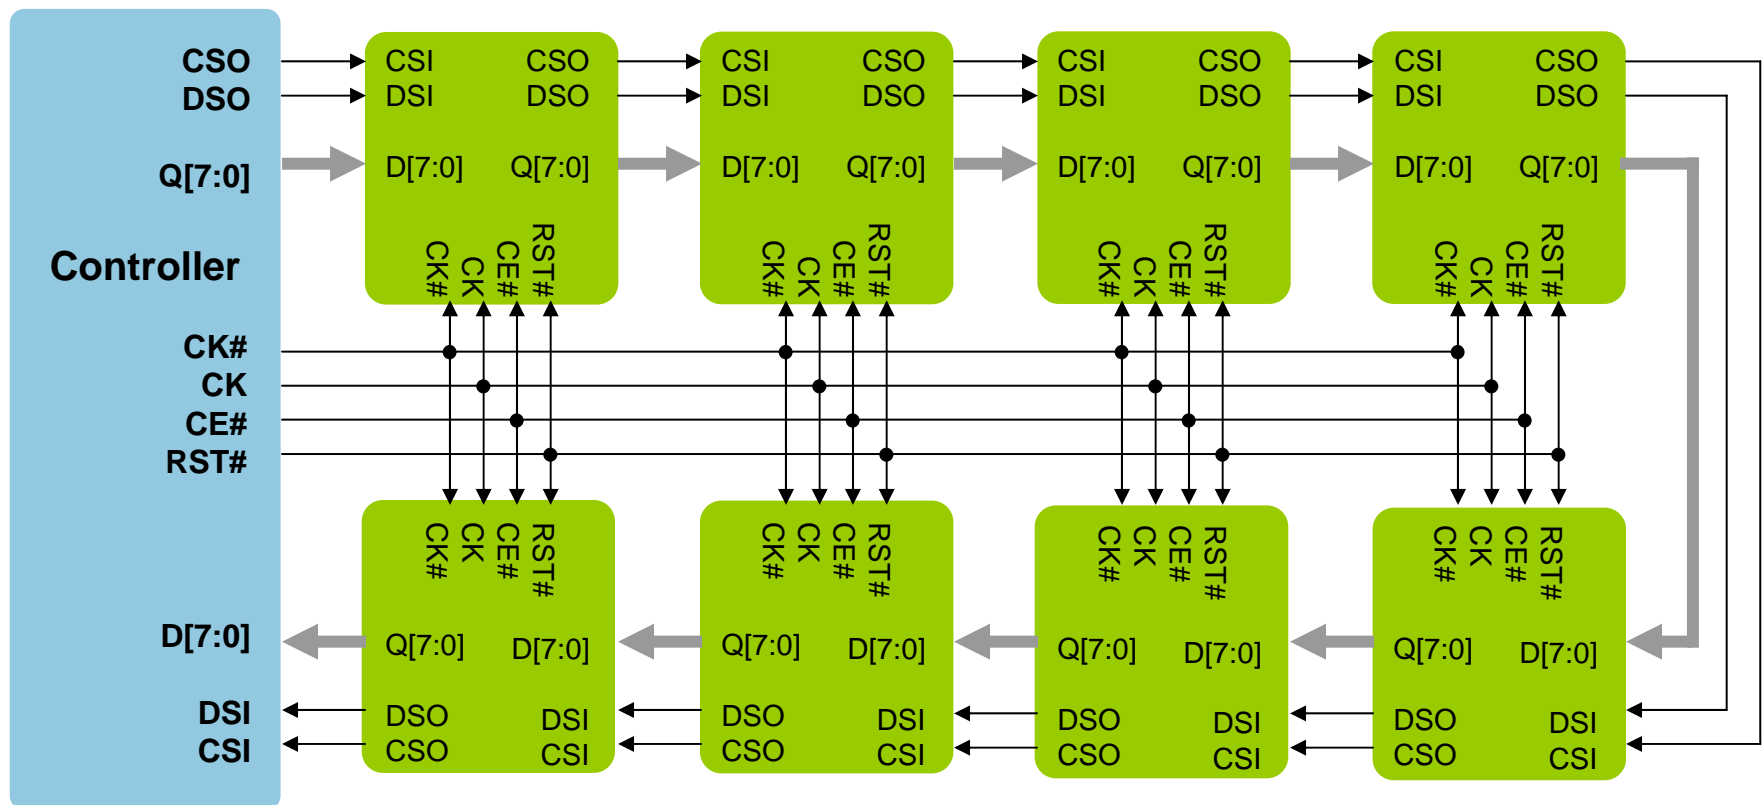 CSO
DSO
Q[7:0]
Controller
CK#
CK
CE#
RST#
D[7:0]
DSI
CSI
CSI CSO
DSI DSO
D[7:0] Q[7:0]
CK# CK CE# RST#
CSI CSO
DSI DSO
D[7:0] Q[7:0]
CK# CK CE# RST#
CSI CSO
DSI DSO
D[7:0] Q[7:0]
CK# CK CE# RST#
CSI CSO
DSI DSO
D[7:0] Q[7:0]
CK# CK CE# RST#
CK# CK CE# RST#
Q[7:0] D[7:0]
DSO DSI
CSO CSI
CK# CK CE# RST#
Q[7:0] D[7:0]
DSO DSI
CSO CSI
CK# CK CE# RST#
Q[7:0] D[7:0]
DSO DSI
CSO CSI
CK# CK CE# RST#
Q[7:0] D[7:0]
DSO DSI
CSO CSI